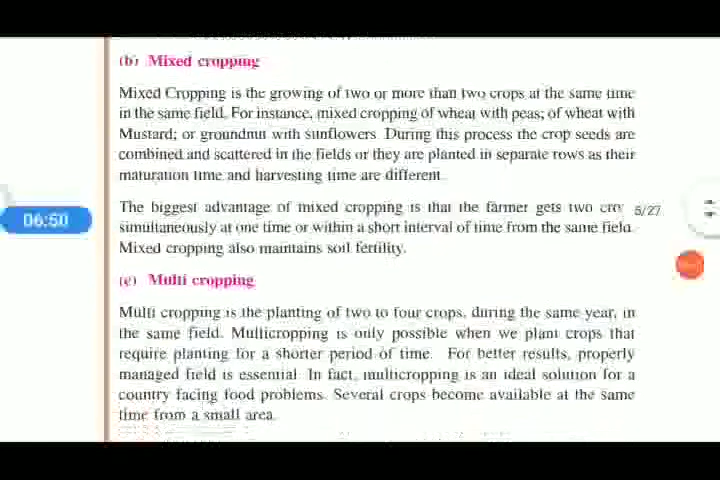 (b) Mixed cropping
Mixed Cropping is the growing of two or more than two crops at the same time
in the same field. For instance, mixed cropping of wheat with peas; of wheat with
Mustard; or groundnut with sunflowers. During this process the crop seeds are
combined and scattered in the fields or they are planted in separate rows as their
maturation time and harvesting time are different.
The biggest advantage of mixed cropping is that the farmer gets two
5/27
06:50
simultaneously at one time or within a short interval of time from the same field.
Mixed cropping also maintains soil fertility.
(c) Multi cropping
Multi cropping is the planting of two to four crops, during the same year, in
the same field. Multicropping is only possible when we plant crops that
require planting for a shorter period of time. For better results, properly
managed field is essential. In fact, multicropping is an ideal solution for a
country facing food problems. Several crops become available at the same
time from a small area.